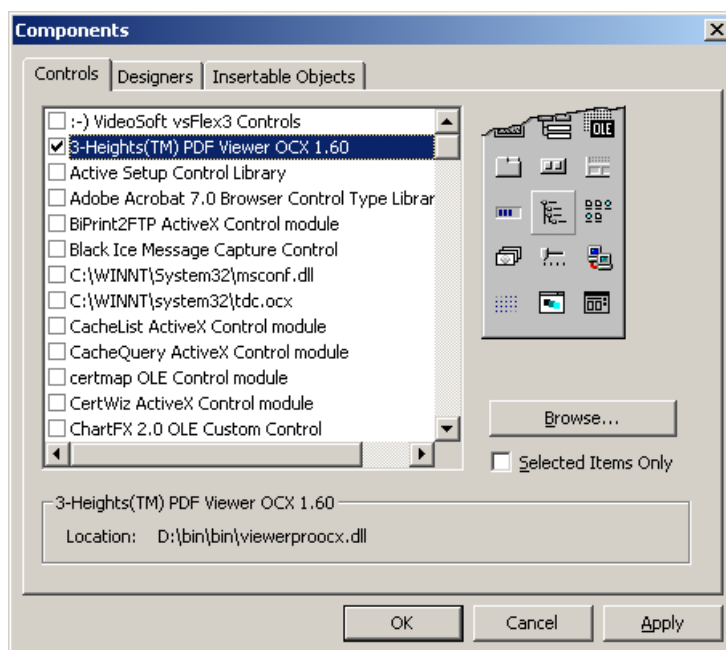 Components
Controls Designers Insertable Objects
:-) VideoSoft vsFlex3 Controls
3-Heights(TM) PDF Viewer OCX 1.60
Active Setup Control Library
Adobe Acrobat 7.0 Browser Control Type Librar
BiPrint2FTP ActiveX Control module
Black Ice Message Capture Control
C:\WINNT\System32\msconf.dll
C:\WINNT\system32\tdc.ocx
CacheList ActiveX Control module
CacheQuery ActiveX Control module
certmap OLE Control module
CertWiz ActiveX Control module
ChartFX 2.0 OLE Custom Control
OLE
Browse...
Selected Items Only
3-Heights(TM) PDF Viewer OCX 1.60
Location: D:\bin\bin\viewerproocx.dll
OK Cancel Apply